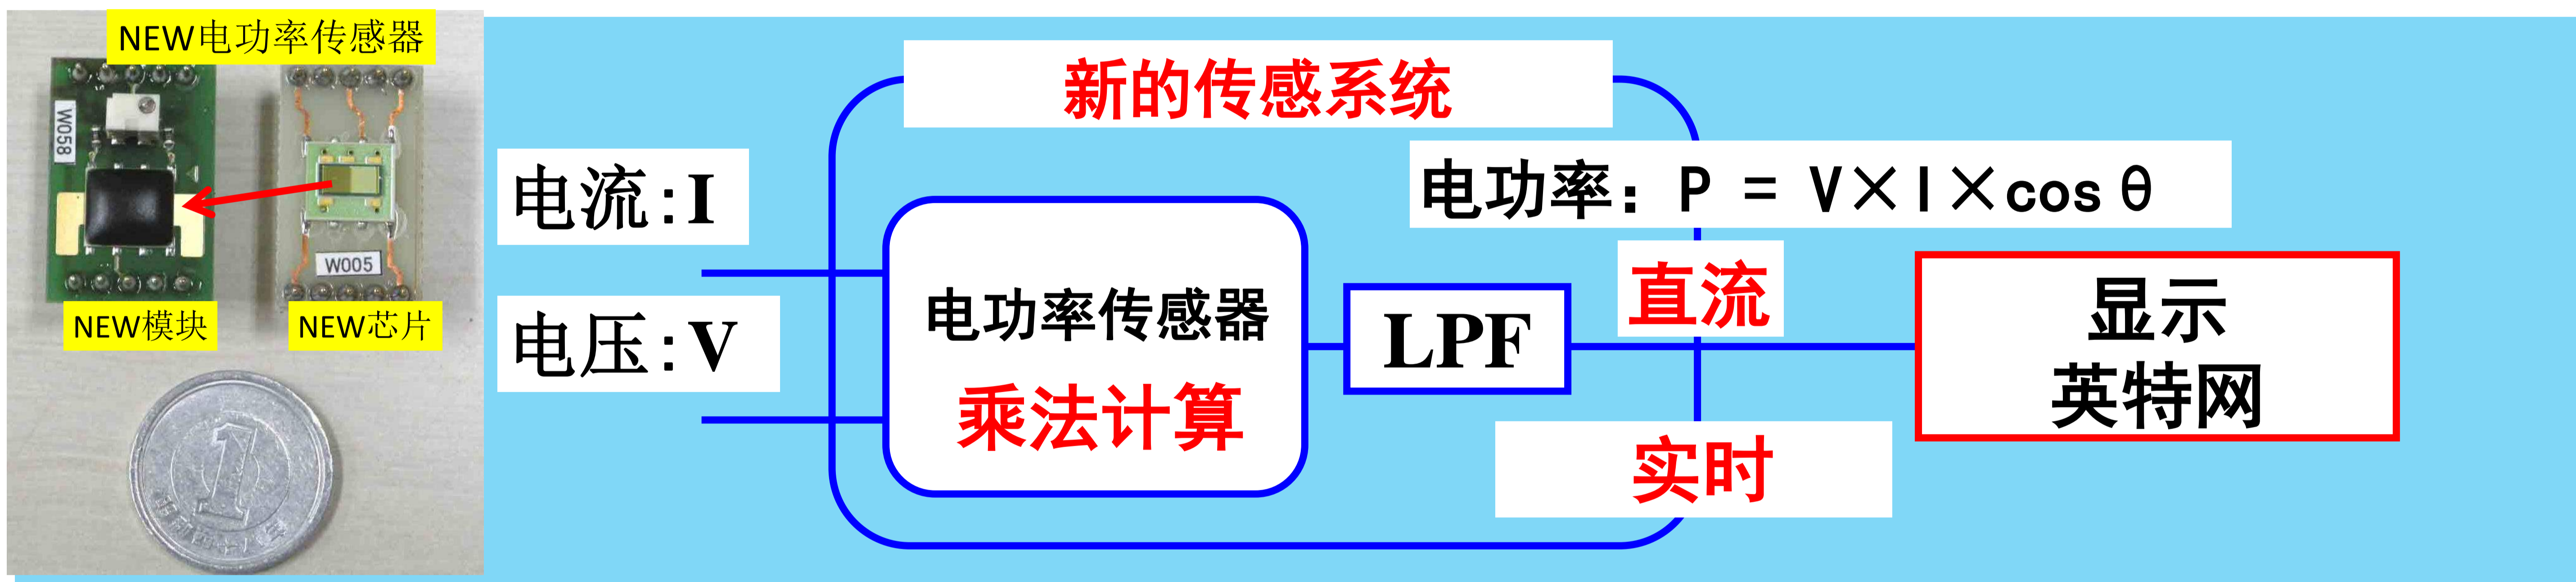 NEW电功率传感器
W058
W005
NEW模块
NEW芯片
1
新的传感系统
电流:I
电压:V
电功率传感器
乘法计算
LPF
电功率: P = V×I×cosθ
直流
实时
显示
英特网